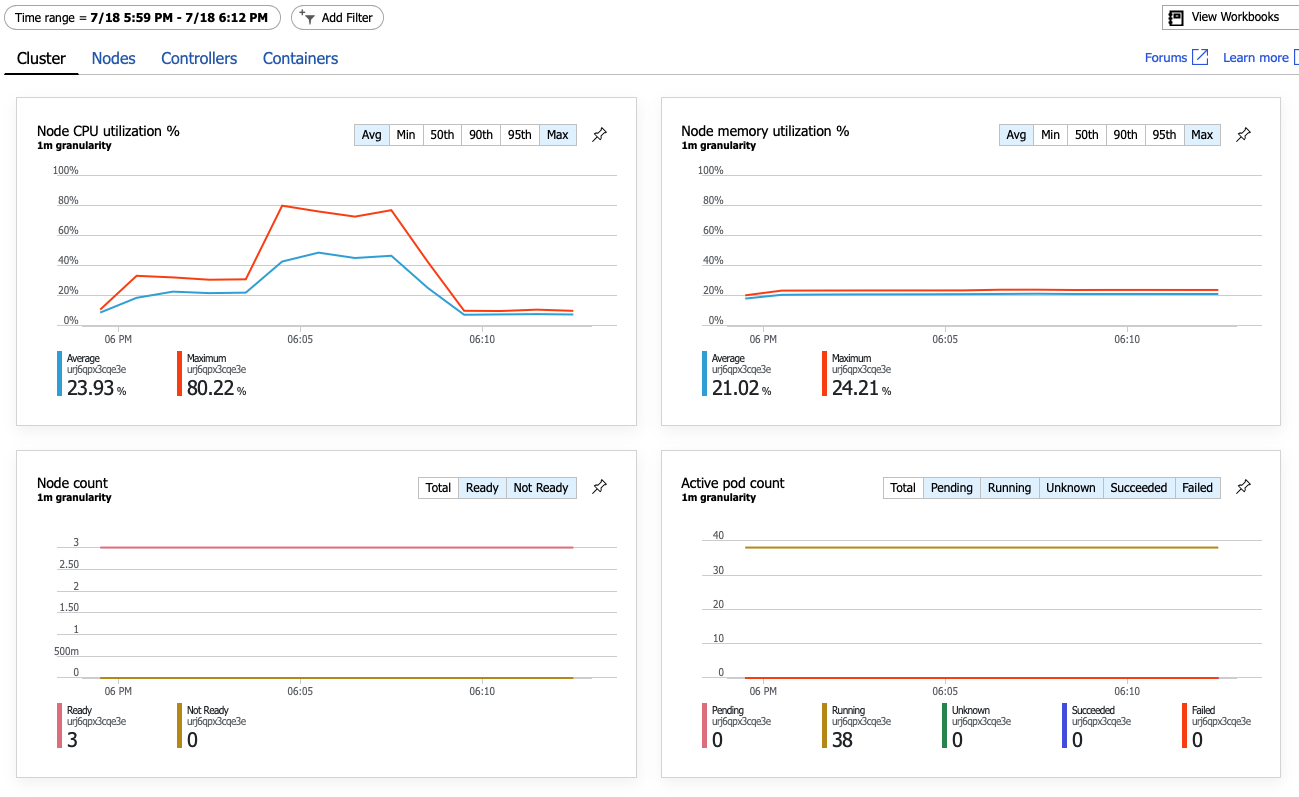 Time range = 7/18 5:59 PM - 7/18 6:12 PM
Add Filter
View Workbooks
Cluster Nodes Controllers Containers
Forums Learn more
Node CPU utilization %
1m granularity
Avg Min 50th 90th 95th Max
100%
80%
60%
40%
20%
0%
06 PM 06:05 06:10
Average
urj6qpx3cqe3e
23.93 %
Maximum
urj6qpx3cqe3e
80.22 %
Node memory utilization %
1m granularity
Avg Min 50th 90th 95th Max
100%
80%
60%
40%
20%
0%
06 PM 06:05 06:10
Average
urj6qpx3cqe3e
21.02 %
Maximum
urj6qpx3cqe3e
24.21 %
Node count
1m granularity
Total Ready Not Ready
3
2.50
2
1.50
1
500m
0
06 PM 06:05 06:10
Ready
urj6qpx3cqe3e
3
Not Ready
urj6qpx3cqe3e
0
Active pod count
1m granularity
Total Pending Running Unknown Succeeded Failed
40
30
20
10
0
06 PM 06:05 06:10
Pending
urj6qpx3cqe3e
0
Running
urj6qpx3cqe3e
38
Unknown
urj6qpx3cqe3e
0
Succeeded
urj6qpx3cqe3e
0
Failed
urj6qpx3cqe3e
0